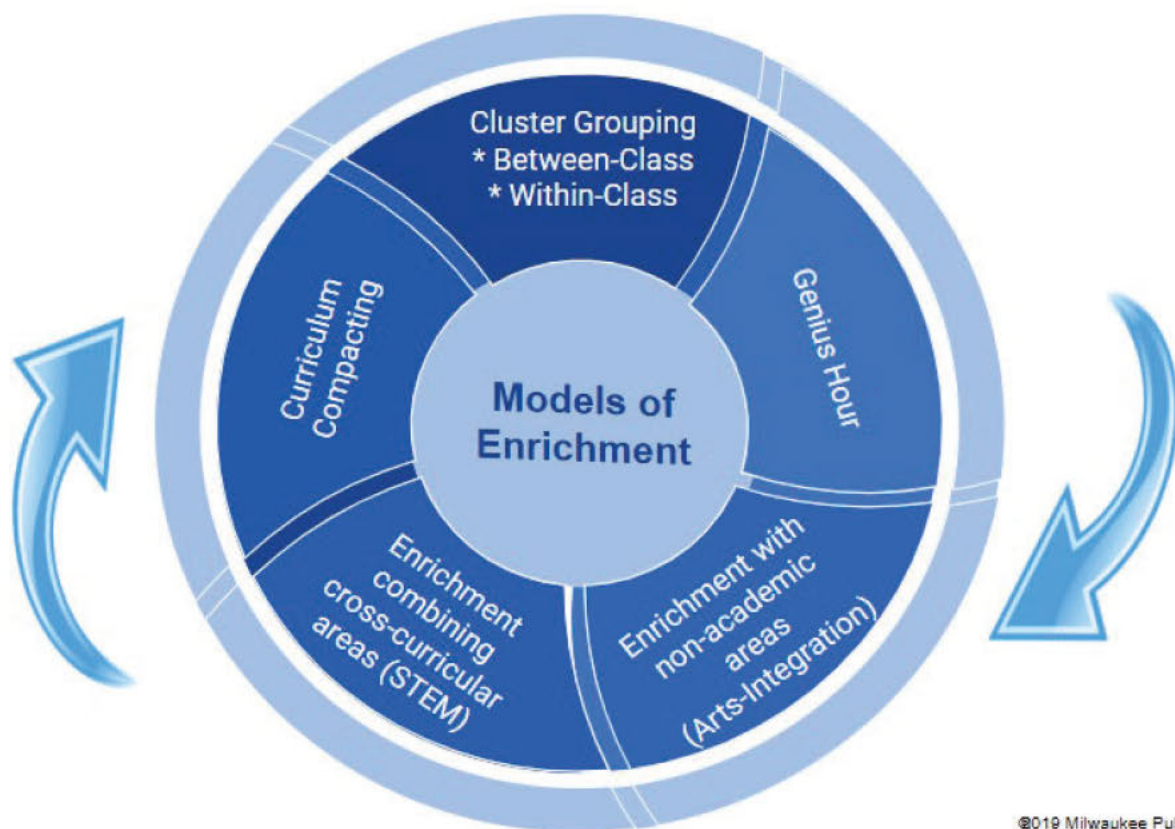 Cluster Grouping
* Between-Class
* Within-Class
Genius Hour
Enrichment with
non-academic
areas
(Arts-Integration)
Enrichment
combining
cross-curricular
areas (STEM)
Curriculum
Compacting
Models of
Enrichment
©2019 Milwaukee Pu